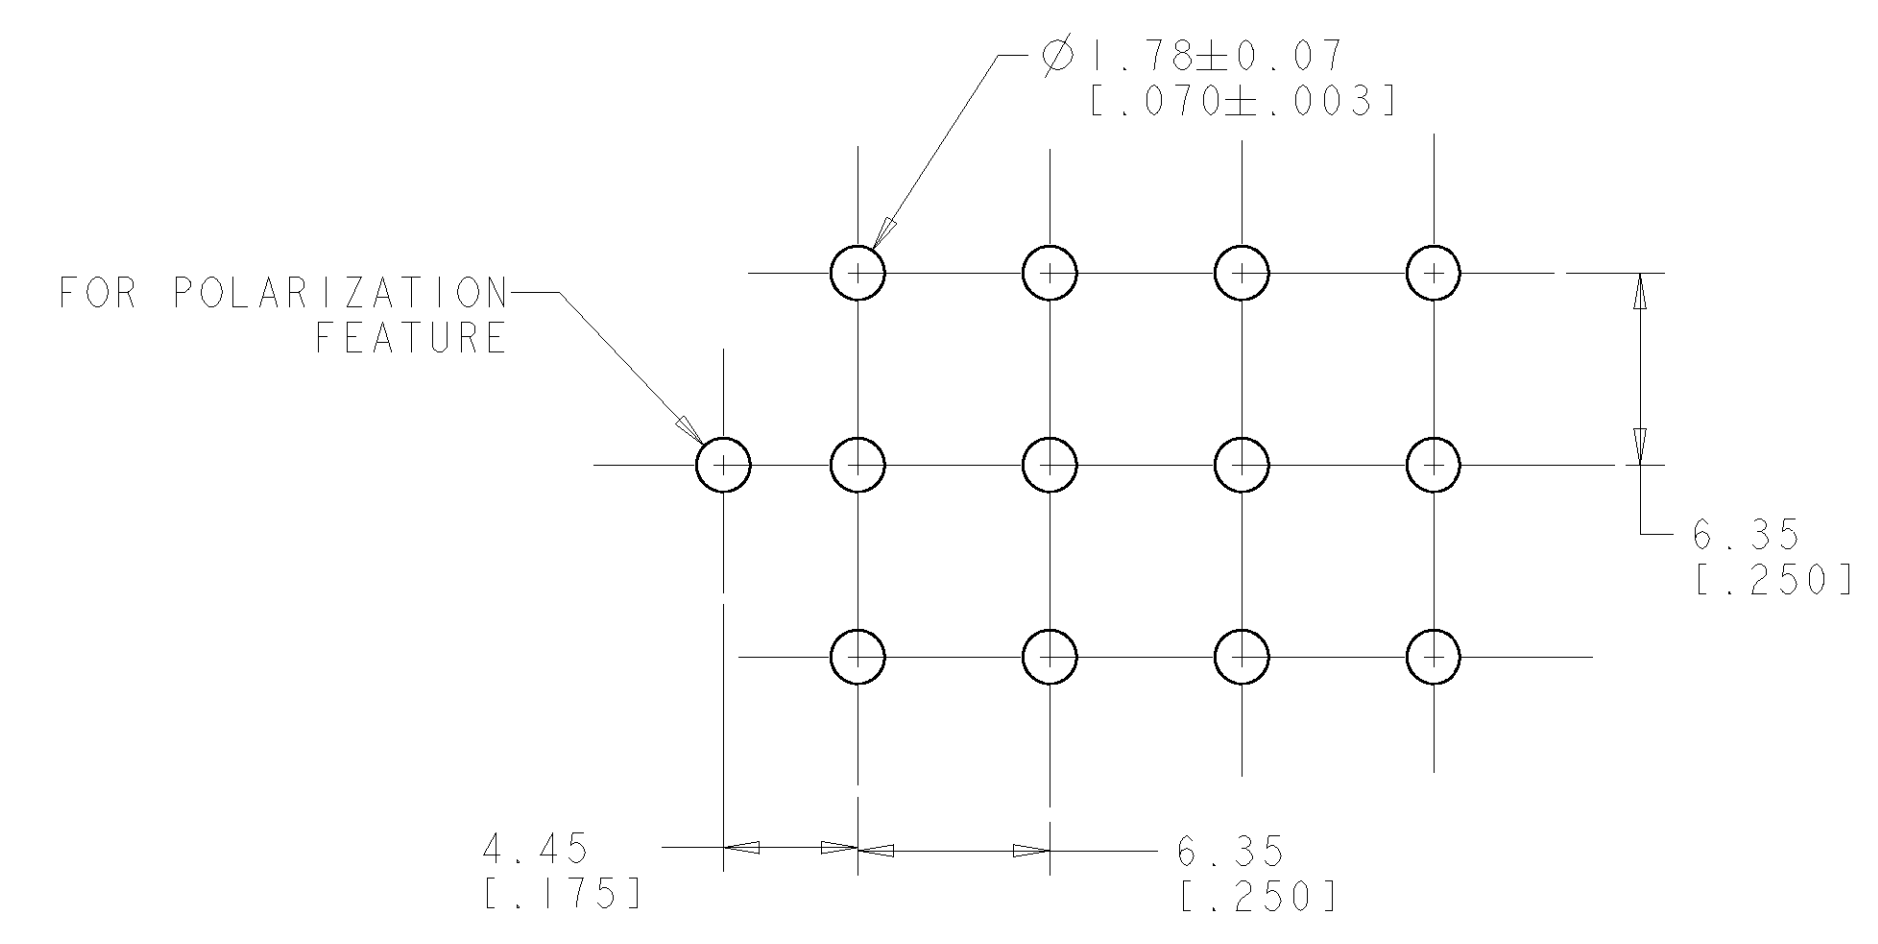 Ø1.78±0.07
[.070±.003]
FOR POLARIZATION
FEATURE
6.35
[.250]
4.45
[.175]
6.35
[.250]